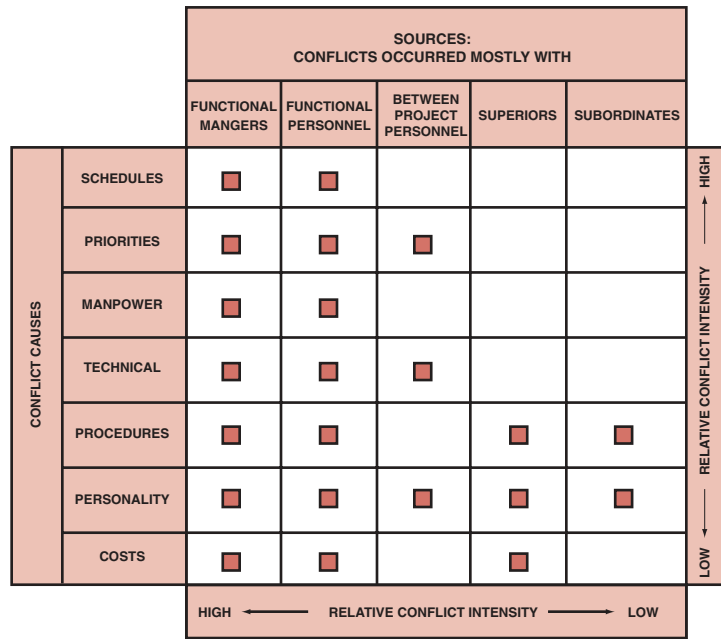 SOURCES:
CONFLICTS OCCURRED MOSTLY WITH
FUNCTIONAL
MANGERS
FUNCTIONAL
PERSONNEL
BETWEEN
PROJECT
PERSONNEL
SUPERIORS
SUBORDINATES
CONFLICT CAUSES
SCHEDULES
PRIORITIES
MANPOWER
TECHNICAL
PROCEDURES
PERSONALITY
COSTS
LOW RELATIVE CONFLICT INTENSITY HIGH
HIGH RELATIVE CONFLICT INTENSITY LOW